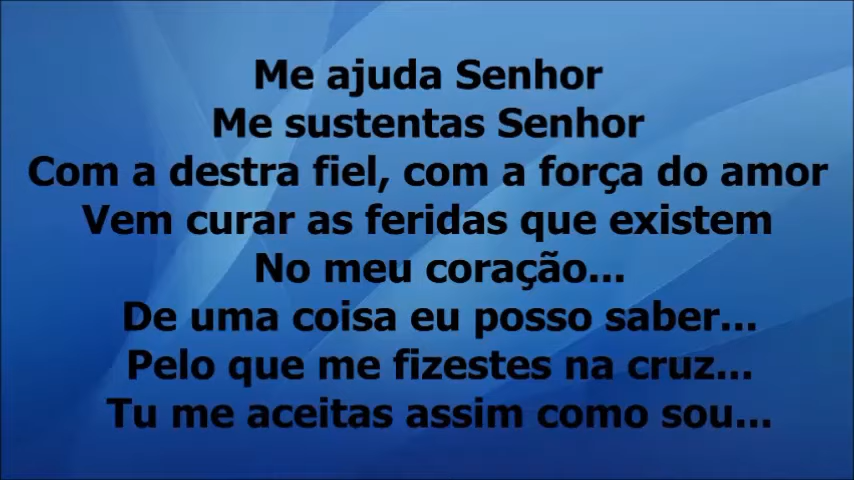 Me ajuda Senhor
Me sustentas Senhor
Com a destra fiel, com a força do amor
Vem curar as feridas que existem
No meu coração...
De uma coisa eu posso saber...
Pelo que me fizestes na cruz...
Tu me aceitas assim como sou...